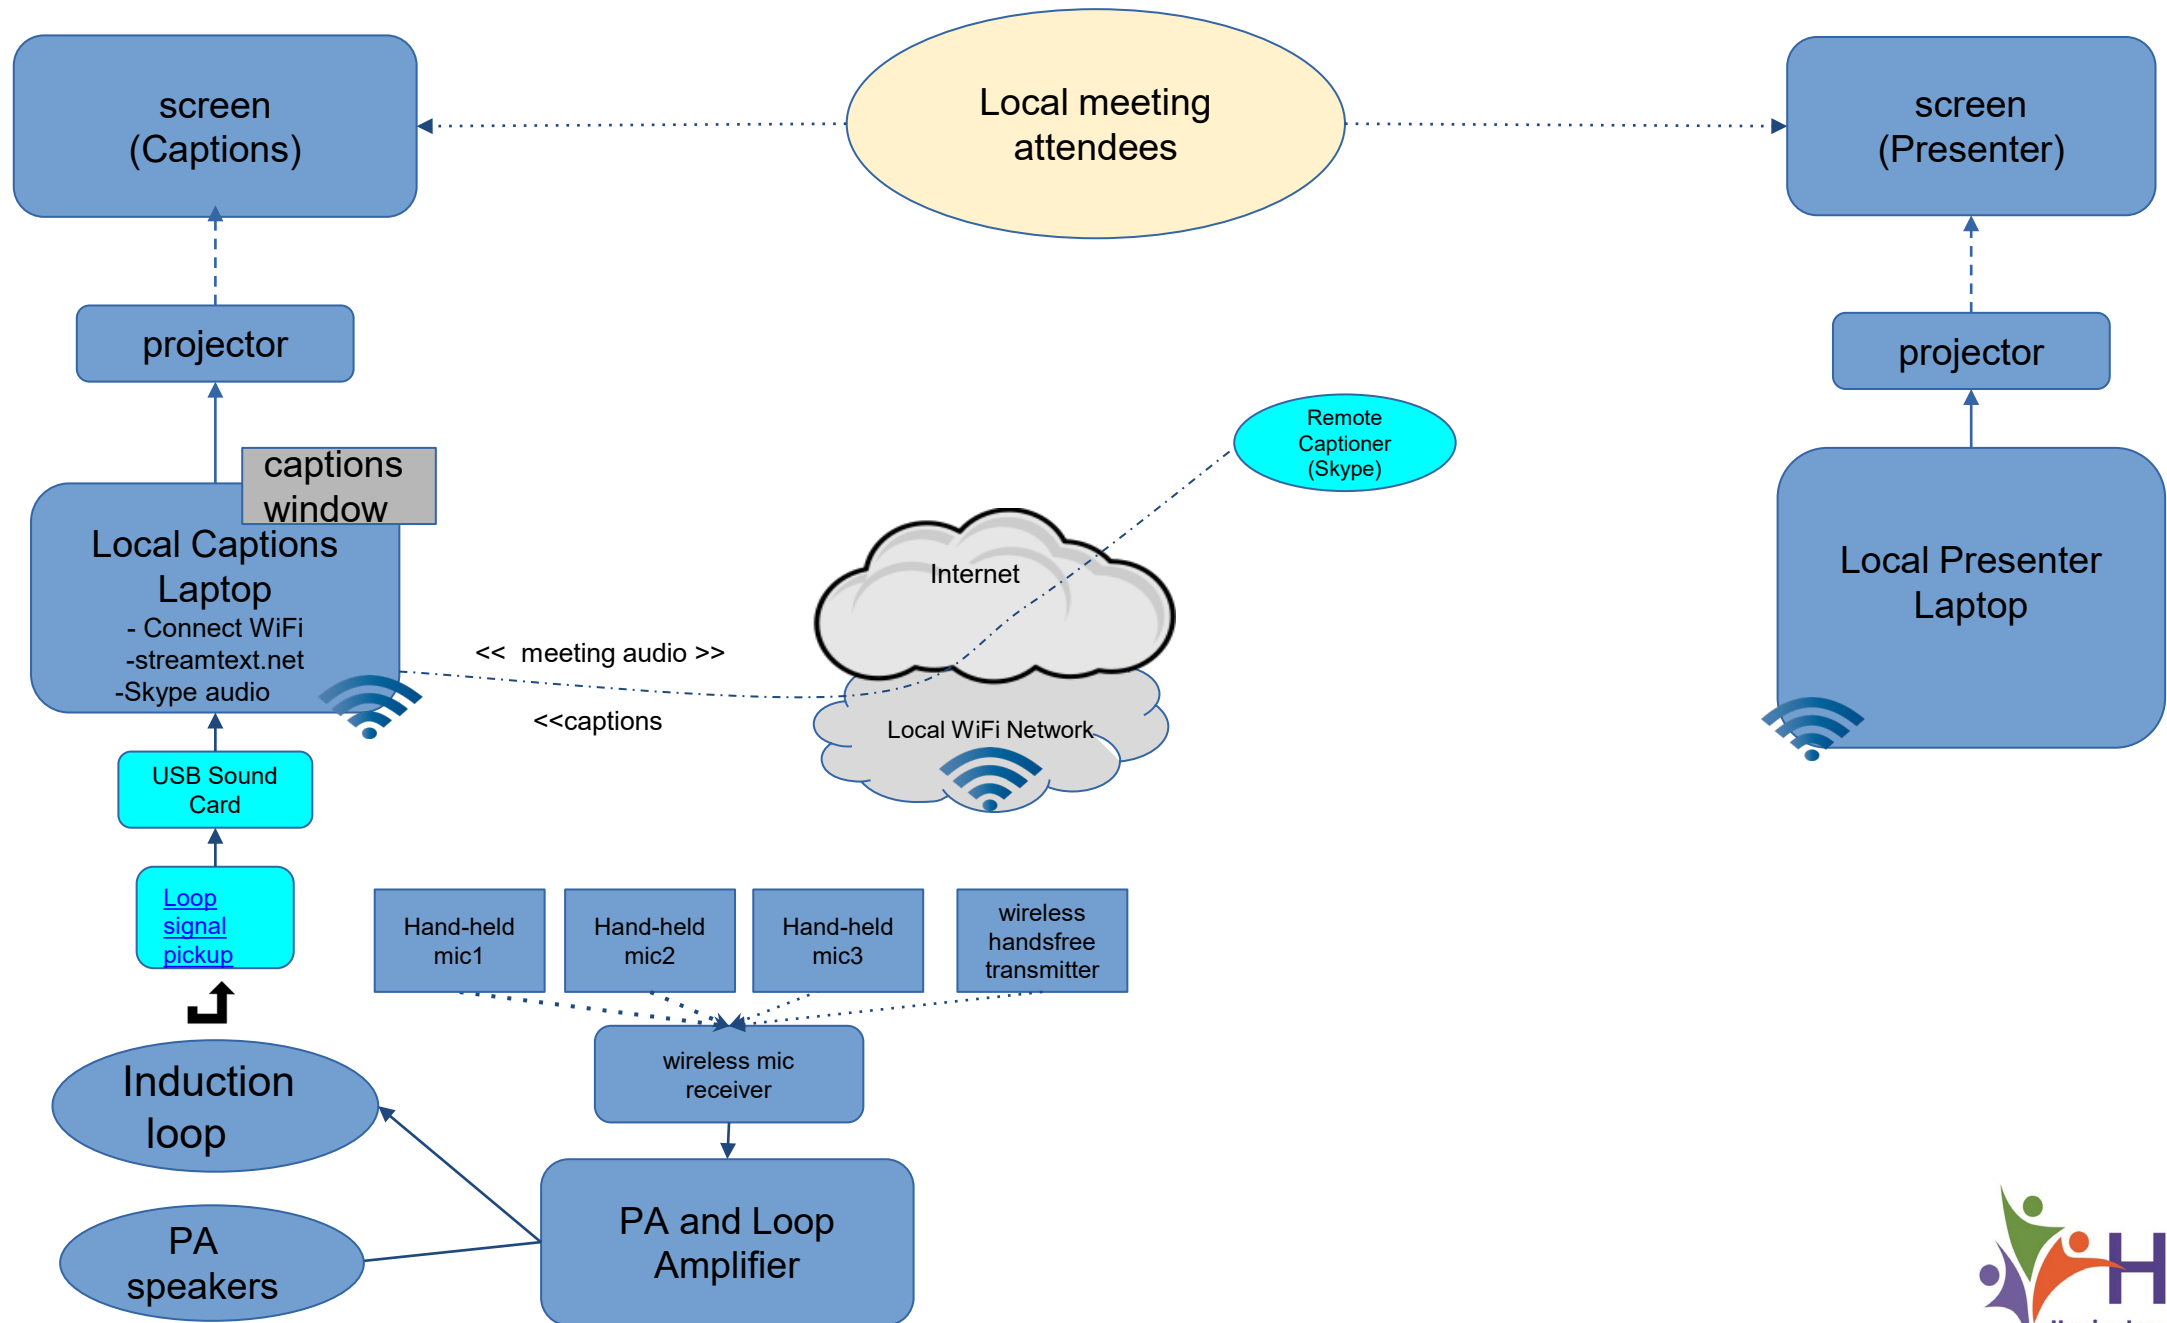 screen
(Captions)
Local meeting
attendees
screen
(Presenter)
projector
projector
Remote
Captioner
(Skype)
captions
window
Local Captions
Laptop
- Connect WiFi
-streamtext.net
-Skype audio
Internet
Local Presenter
Laptop
<< meeting audio >>
<<captions
Local WiFi Network
USB Sound
Card
Loop
signal
pickup
Hand-held
mic1
Hand-held
mic2
Hand-held
mic3
wireless
handsfree
transmitter
wireless mic
receiver
Induction
loop
PA and Loop
Amplifier
PA
speakers
H